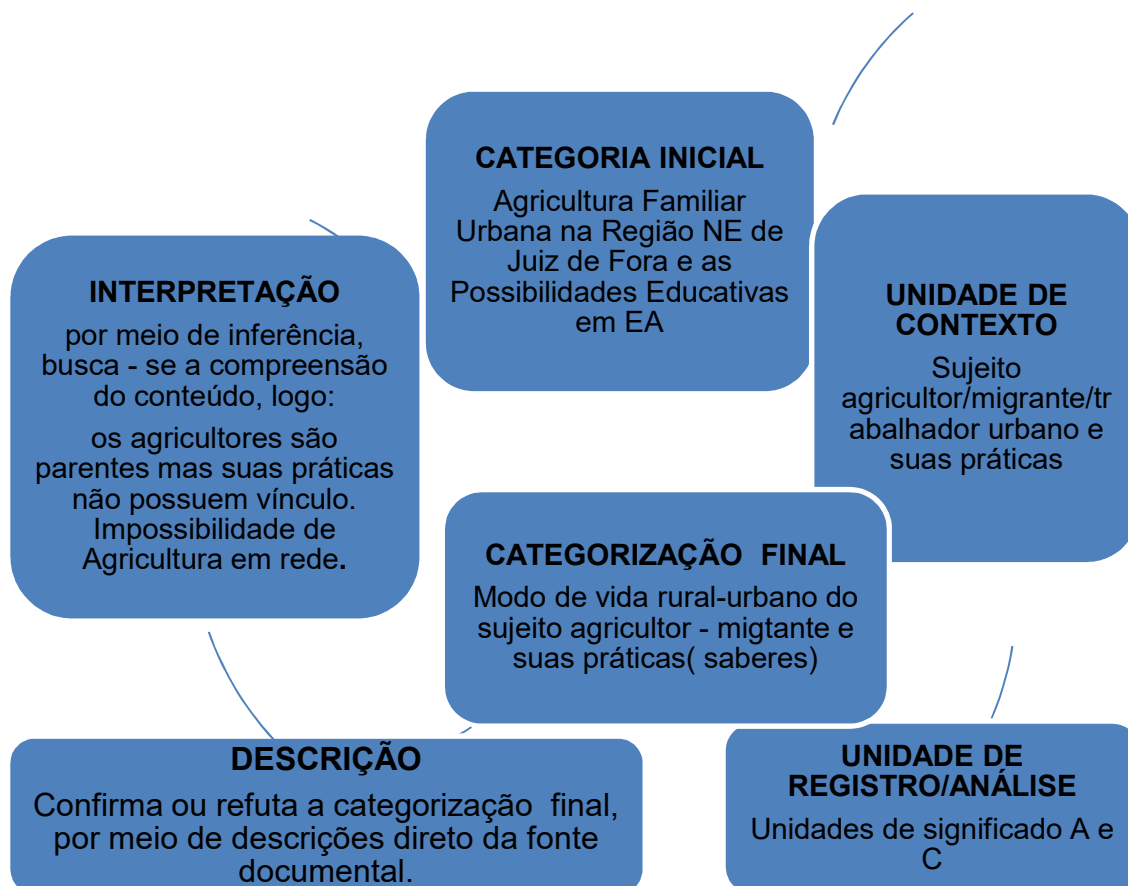 CATEGORIA INICIAL
Agricultura Familiar
Urbana na Região NE de
Juiz de Fora e as
Possibilidades Educativas
em EA
UNIDADE DE
CONTEXTO
Sujeito
agricultor/migrante/tr
abalhador urbano e
suas práticas
UNIDADE DE
REGISTRO/ANÁLISE
Unidades de significado A e
C
CATEGORIZAÇÃO  FINAL
Modo de vida rural-urbano do
sujeito agricultor - migtante e
suas práticas( saberes)
DESCRIÇÃO
Confirma ou refuta a categorização  final,
por meio de descrições direto da fonte
documental.
INTERPRETAÇÃO
por meio de inferência,
busca - se a compreensão
do conteúdo, logo:
os agricultores são
parentes mas suas práticas
não possuem vínculo.
Impossibilidade de
Agricultura em rede.